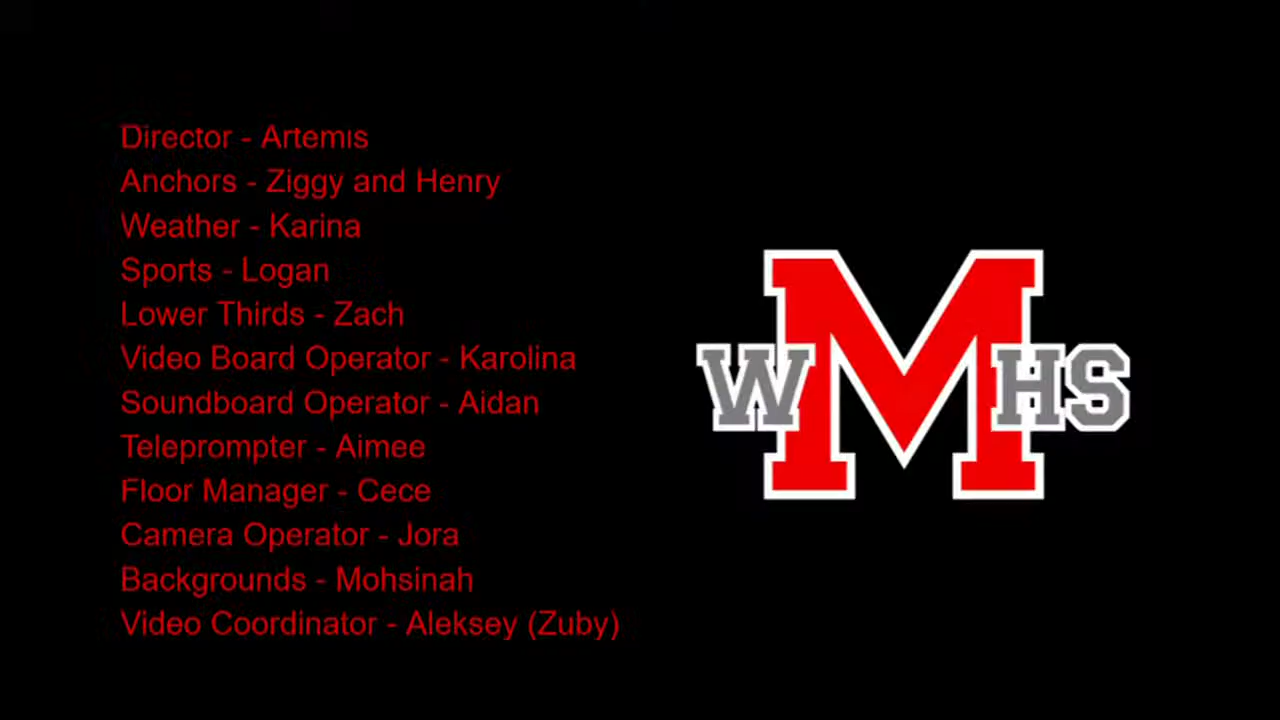 Director - Artemis
Anchors - Ziggy and Henry
Weather - Karina
Sports - Logan
Lower Thirds - Zach
Video Board Operator - Karolina
Soundboard Operator - Aidan
Teleprompter - Aimee
Floor Manager - Cece
Camera Operator - Jora
Backgrounds - Mohsinah
Video Coordinator - Aleksey (Zuby)
WMHS